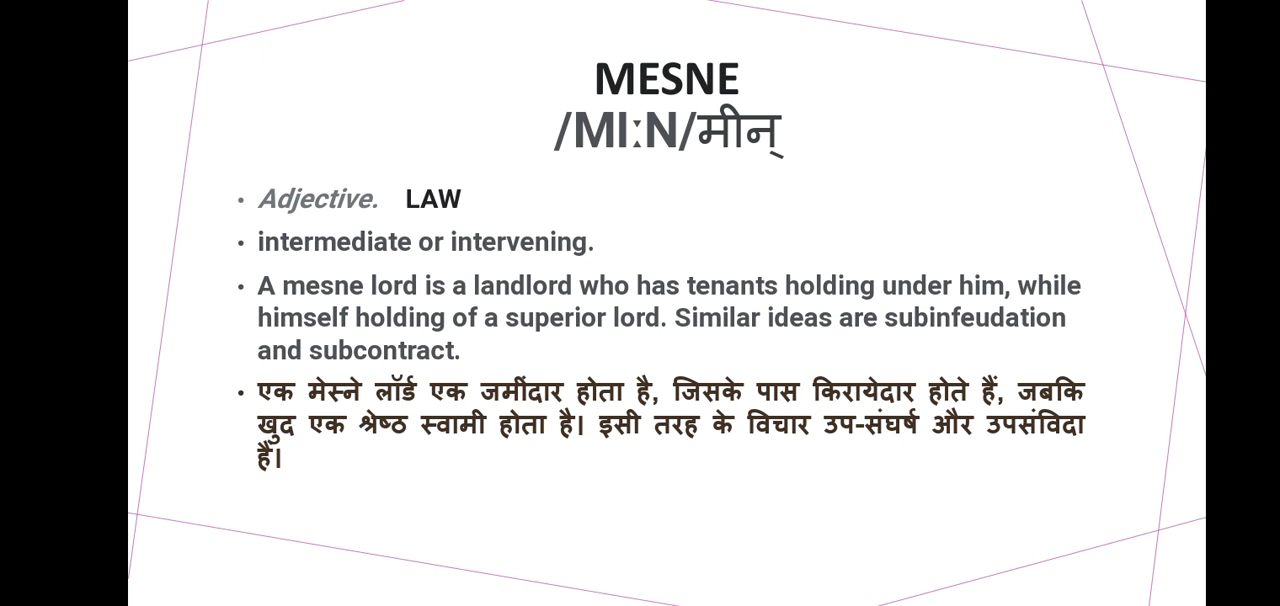 MESNE
/MIːN/मीन्
• Adjective. LAW
• intermediate or intervening.
• A mesne lord is a landlord who has tenants holding under him, while
himself holding of a superior lord. Similar ideas are subinfeudation
and subcontract.
• एक मेस्ने लॉर्ड एक जमींदार होता है, जिसके पास किरायेदार होते हैं, जबकि
खुद एक श्रेष्ठ स्वामी होता है। इसी तरह के विचार उप-संघर्ष और उपसंविदा
हैं।